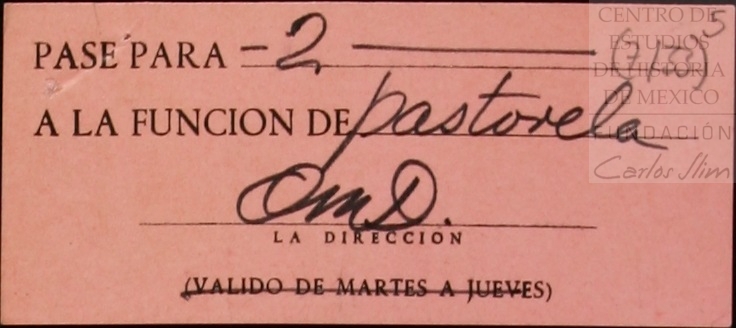 PASE PARA – 2 —
A LA FUNCION DE pastorela
LA DIRECCION
(VALIDO DE MARTES A JUEVES)
CENTRO DE
ESTUDIOS
DE HISTORIA
DE MEXICO
FUNDACIÓN
Carlos Slim